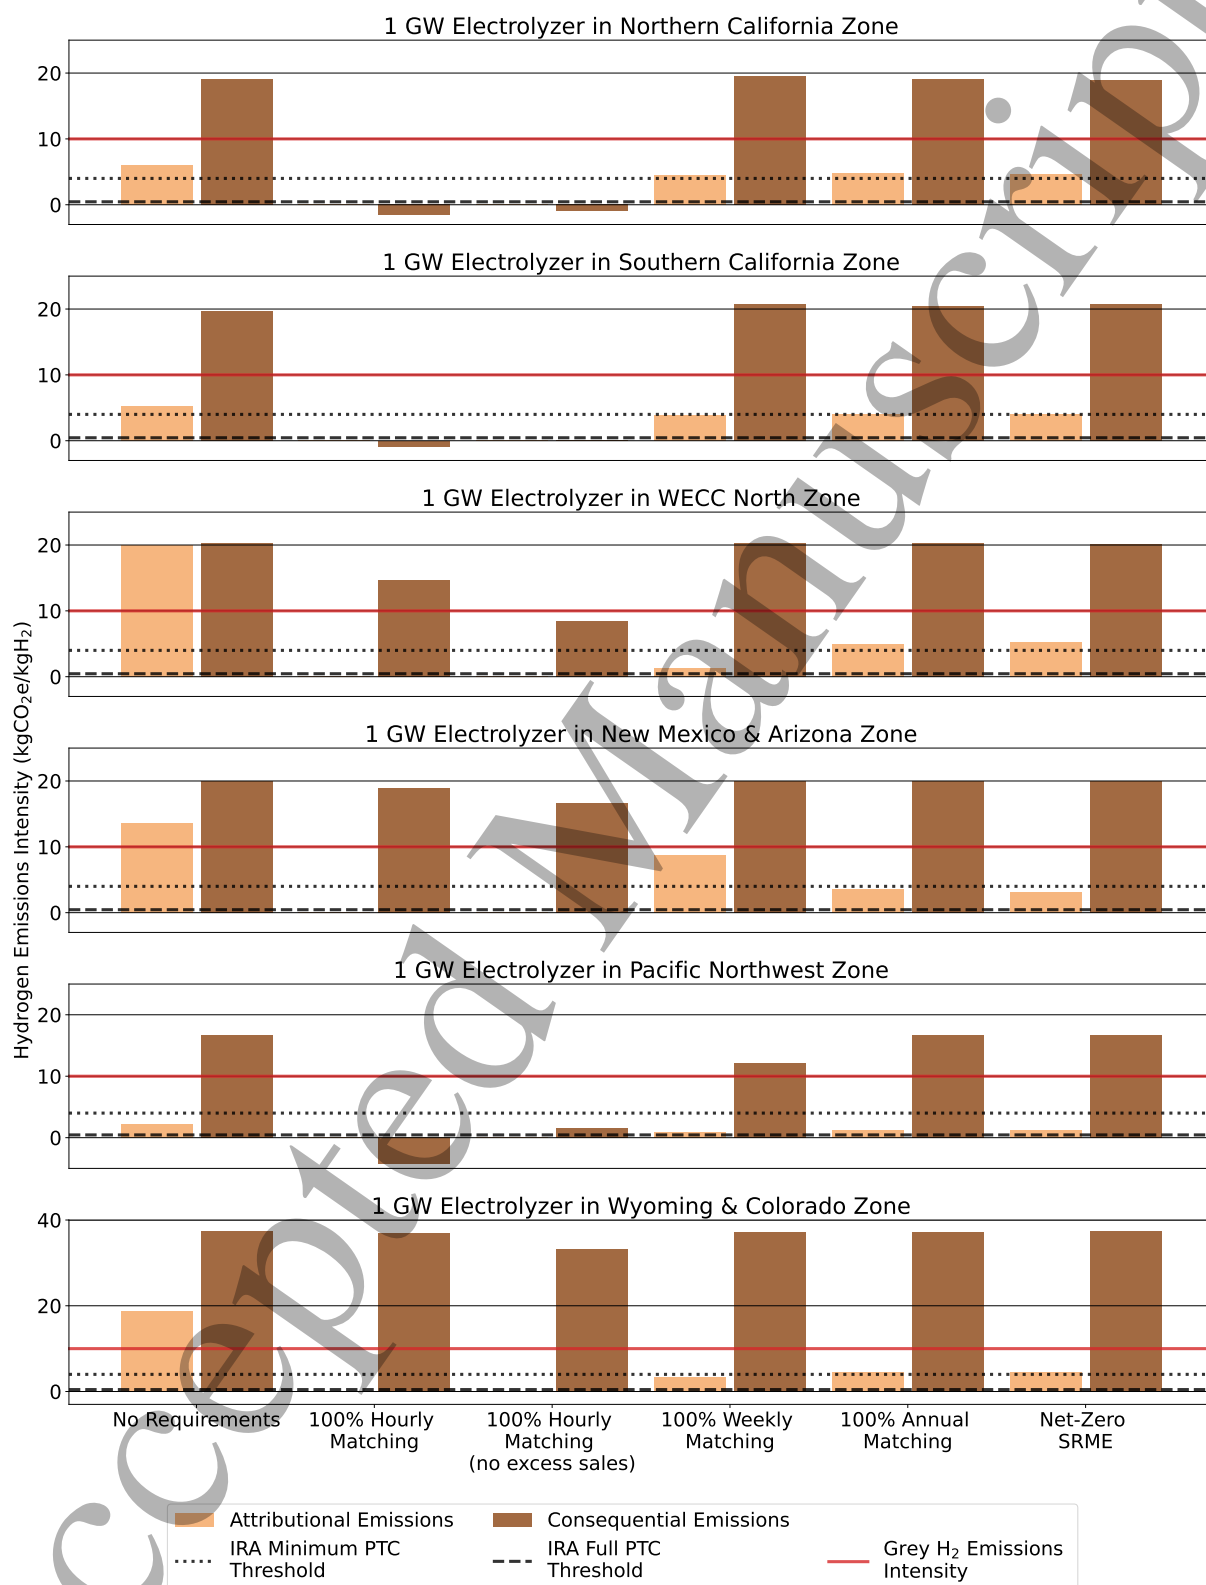 1 GW Electrolyzer in Northern California Zone
20
10
0
1 GW Electrolyzer in Southern California Zone
20
10
0
1 GW Electrolyzer in WECC North Zone
20
10
0
1 GW Electrolyzer in New Mexico & Arizona Zone
20
10
0
1 GW Electrolyzer in Pacific Northwest Zone
20
10
0
1 GW Electrolyzer in Wyoming & Colorado Zone
40
20
0
Hydrogen Emissions Intensity (kgCO₂e/kgH₂)
No Requirements
100% Hourly
Matching
100% Hourly
Matching
(no excess sales)
100% Weekly
Matching
100% Annual
Matching
Net-Zero
SRME
Attributional Emissions
Consequential Emissions
IRA Minimum PTC
Threshold
IRA Full PTC
Threshold
Grey H₂ Emissions
Intensity
ccepted Manuscrip